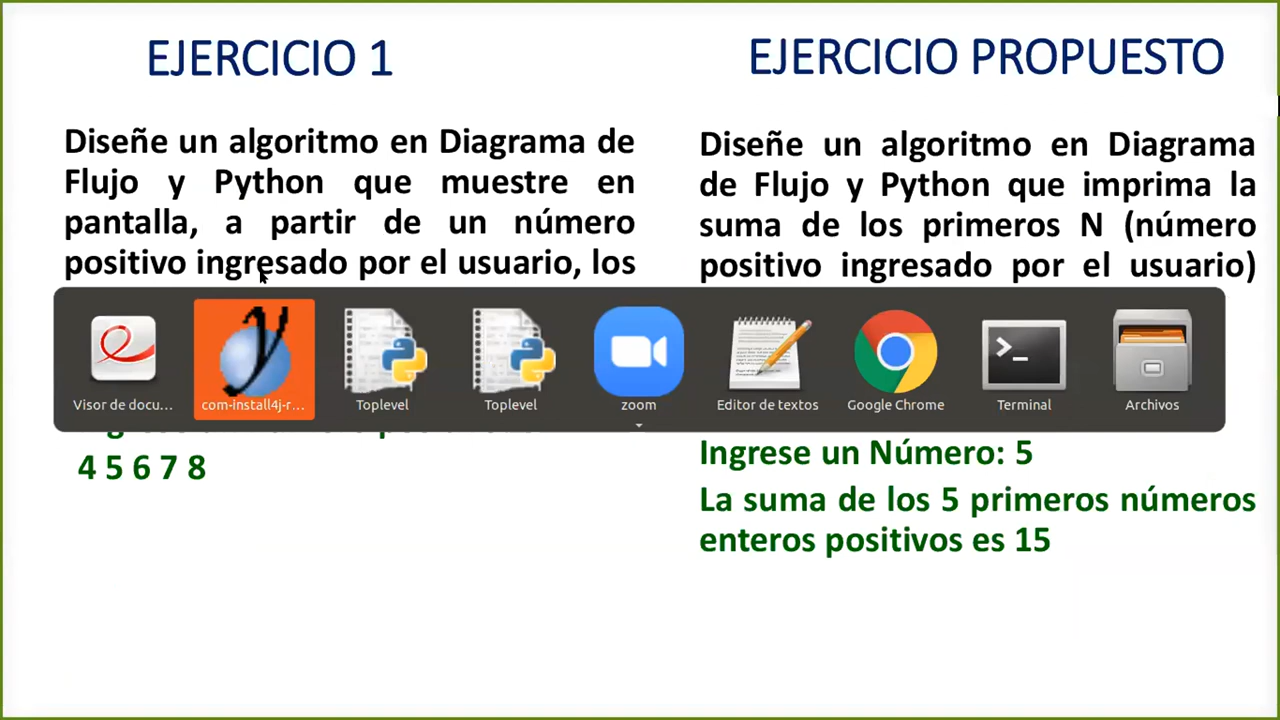 EJERCICIO 1
Diseñe un algoritmo en Diagrama de
Flujo y Python que muestre en
pantalla, a partir de un número
positivo ingresado por el usuario, los
4 5 6 7 8
EJERCICIO PROPUESTO
Diseñe un algoritmo en Diagrama
de Flujo y Python que imprima la
suma de los primeros N (número
positivo ingresado por el usuario)
Ingrese un Número: 5
La suma de los 5 primeros números
enteros positivos es 15
Visor de docu...
com-install4j-r...
Toplevel
Toplevel
zoom
Editor de textos
Google Chrome
Terminal
Archivos